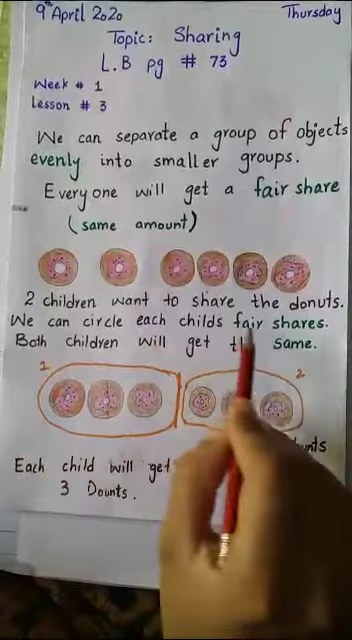 9th April 2020
Thursday
Topic: Sharing
L.B pg # 73
Week # 1
Lesson # 3
We can separate a group of objects
evenly into smaller groups.
Everyone will get a fair share
(same amount)
2 children want to share the donuts.
We can circle each childs fair shares.
Both children will get the same.
1
2
Each child will get
3 Dounts.